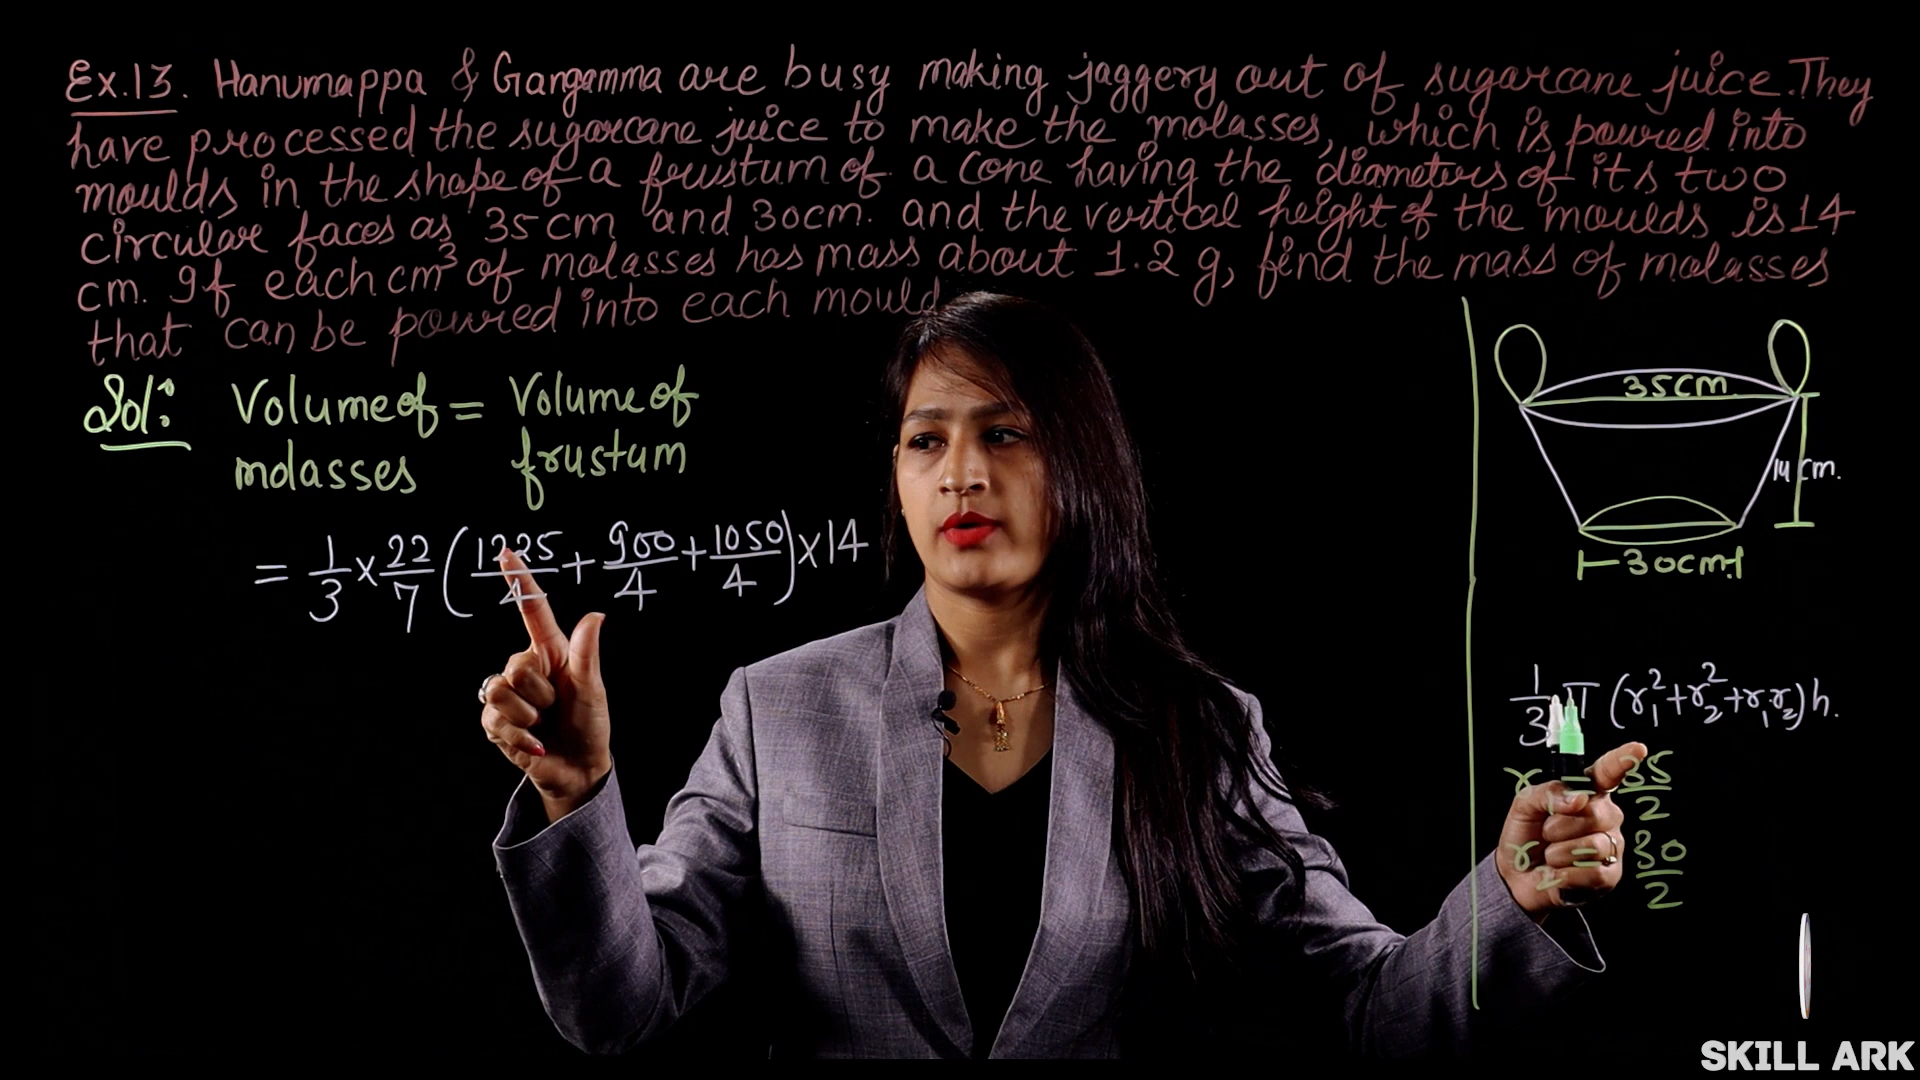 Ex.13. Hanumappa & Gangamma are busy making jaggery out of sugarcane juice. They
have processed the sugarcane juice to make the molasses, which is poured into
moulds in the shape of a frustum of a cone having the diameters of its two
circular faces as 35 cm and 30cm. and the vertical height of the moulds is 14
cm. If each cm³ of molasses has mass about 1.2 g, find the mass of molasses
that can be poured into each mould
Sol: Volume of = Volume of
molasses frustum
= 1/3 × 22/7 (1225/4 + 900/4 + 1050/4) × 14
35cm.
14 cm.
30cm
1/3 π (r₁² + r₂² + r₁r₂) h.
r₁ = 35/2
r₂ = 30/2
SKILL ARK